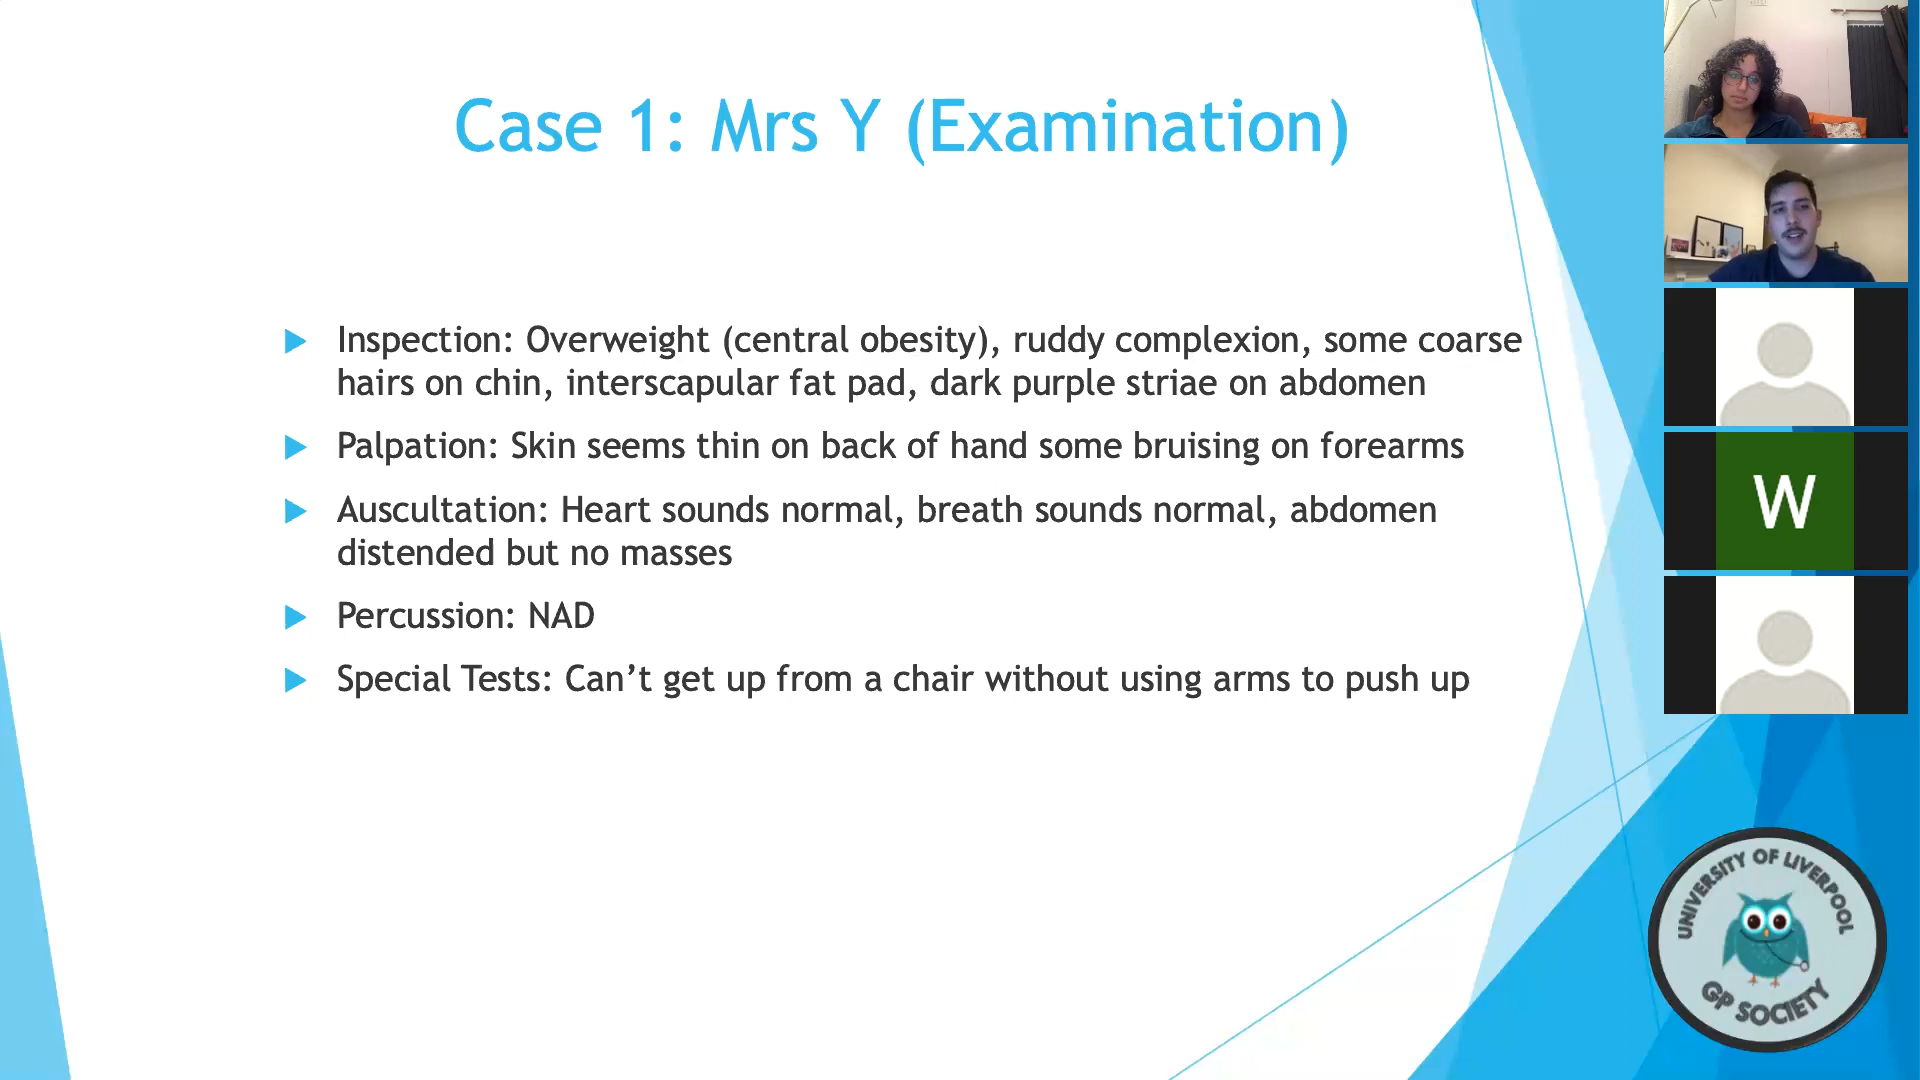 Case 1: Mrs Y (Examination)
Inspection: Overweight (central obesity), ruddy complexion, some coarse
hairs on chin, interscapular fat pad, dark purple striae on abdomen
Palpation: Skin seems thin on back of hand some bruising on forearms
Auscultation: Heart sounds normal, breath sounds normal, abdomen
distended but no masses
Percussion: NAD
Special Tests: Can’t get up from a chair without using arms to push up
W
UNIVERSITY OF LIVERPOOL
GP SOCIETY